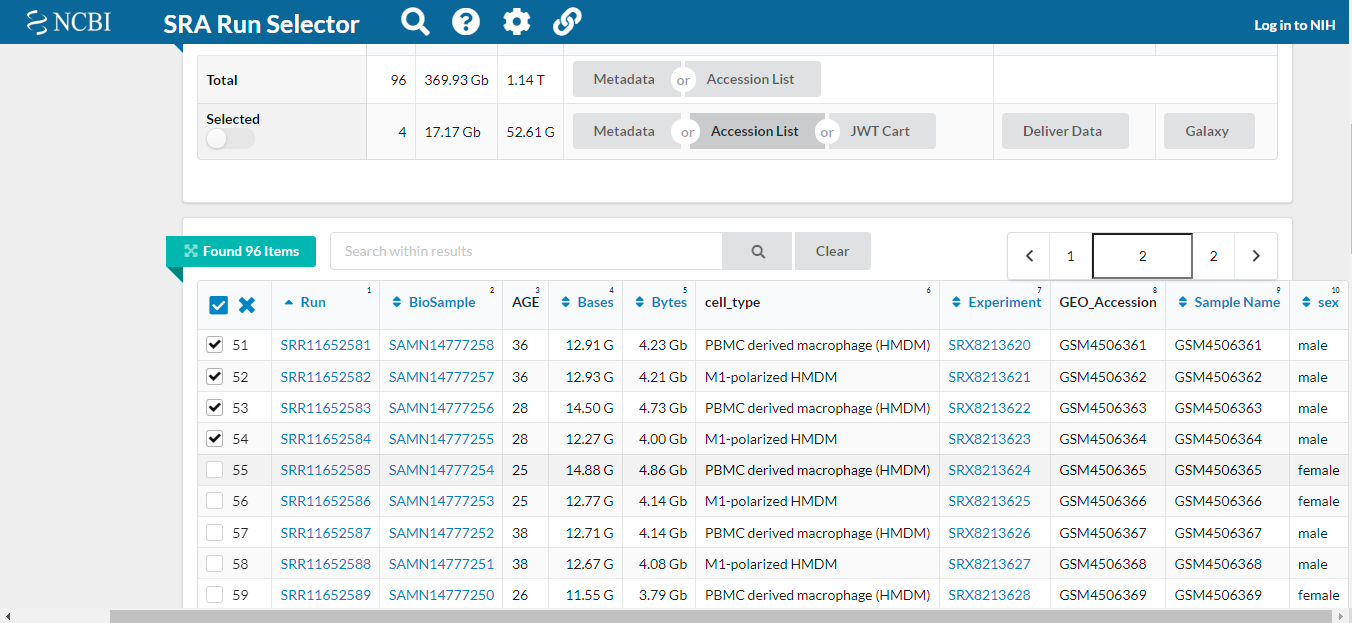 NCBI SRA Run Selector Log in to NIH
Total 96 369.93 Gb 1.14 T Metadata or Accession List
Selected 4 17.17 Gb 52.61 G Metadata or Accession List or JWT Cart Deliver Data Galaxy
Found 96 Items Search within results Clear 1 2 2
1 2 3 4 5 6 7 8 9 10
Run BioSample AGE Bases Bytes cell_type Experiment GEO_Accession Sample Name sex
51 SRR11652581 SAMN14777258 36 12.91 G 4.23 Gb PBMC derived macrophage (HMDM) SRX8213620 GSM4506361 GSM4506361 male
52 SRR11652582 SAMN14777257 36 12.93 G 4.21 Gb M1-polarized HMDM SRX8213621 GSM4506362 GSM4506362 male
53 SRR11652583 SAMN14777256 28 14.50 G 4.73 Gb PBMC derived macrophage (HMDM) SRX8213622 GSM4506363 GSM4506363 male
54 SRR11652584 SAMN14777255 28 12.27 G 4.00 Gb M1-polarized HMDM SRX8213623 GSM4506364 GSM4506364 male
55 SRR11652585 SAMN14777254 25 14.88 G 4.86 Gb PBMC derived macrophage (HMDM) SRX8213624 GSM4506365 GSM4506365 female
56 SRR11652586 SAMN14777253 25 12.77 G 4.14 Gb M1-polarized HMDM SRX8213625 GSM4506366 GSM4506366 female
57 SRR11652587 SAMN14777252 38 12.71 G 4.14 Gb PBMC derived macrophage (HMDM) SRX8213626 GSM4506367 GSM4506367 male
58 SRR11652588 SAMN14777251 38 12.67 G 4.08 Gb M1-polarized HMDM SRX8213627 GSM4506368 GSM4506368 male
59 SRR11652589 SAMN14777250 26 11.55 G 3.79 Gb PBMC derived macrophage (HMDM) SRX8213628 GSM4506369 GSM4506369 female